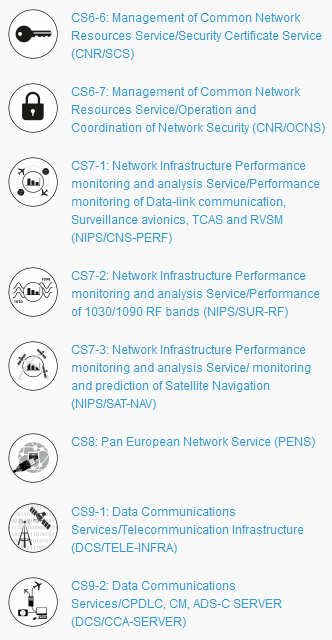 CS6-6: Management of Common Network
Resources Service/Security Certificate Service
(CNR/SCS)
CS6-7: Management of Common Network
Resources Service/Operation and
Coordination of Network Security (CNR/OCNS)
CS7-1: Network Infrastructure Performance
monitoring and analysis Service/Performance
monitoring of Data-link communication,
Surveillance avionics, TCAS and RVSM
(NIPS/CNS-PERF)
1090
1030
CS7-2: Network Infrastructure Performance
monitoring and analysis Service/Performance
of 1030/1090 RF bands (NIPS/SUR-RF)
CS7-3: Network Infrastructure Performance
monitoring and analysis Service/ monitoring
and prediction of Satellite Navigation
(NIPS/SAT-NAV)
CS8: Pan European Network Service (PENS)
CS9-1: Data Communications
Services/Telecommunication Infrastructure
(DCS/TELE-INFRA)
CS9-2: Data Communications
Services/CPDLC, CM, ADS-C SERVER
(DCS/CCA-SERVER)